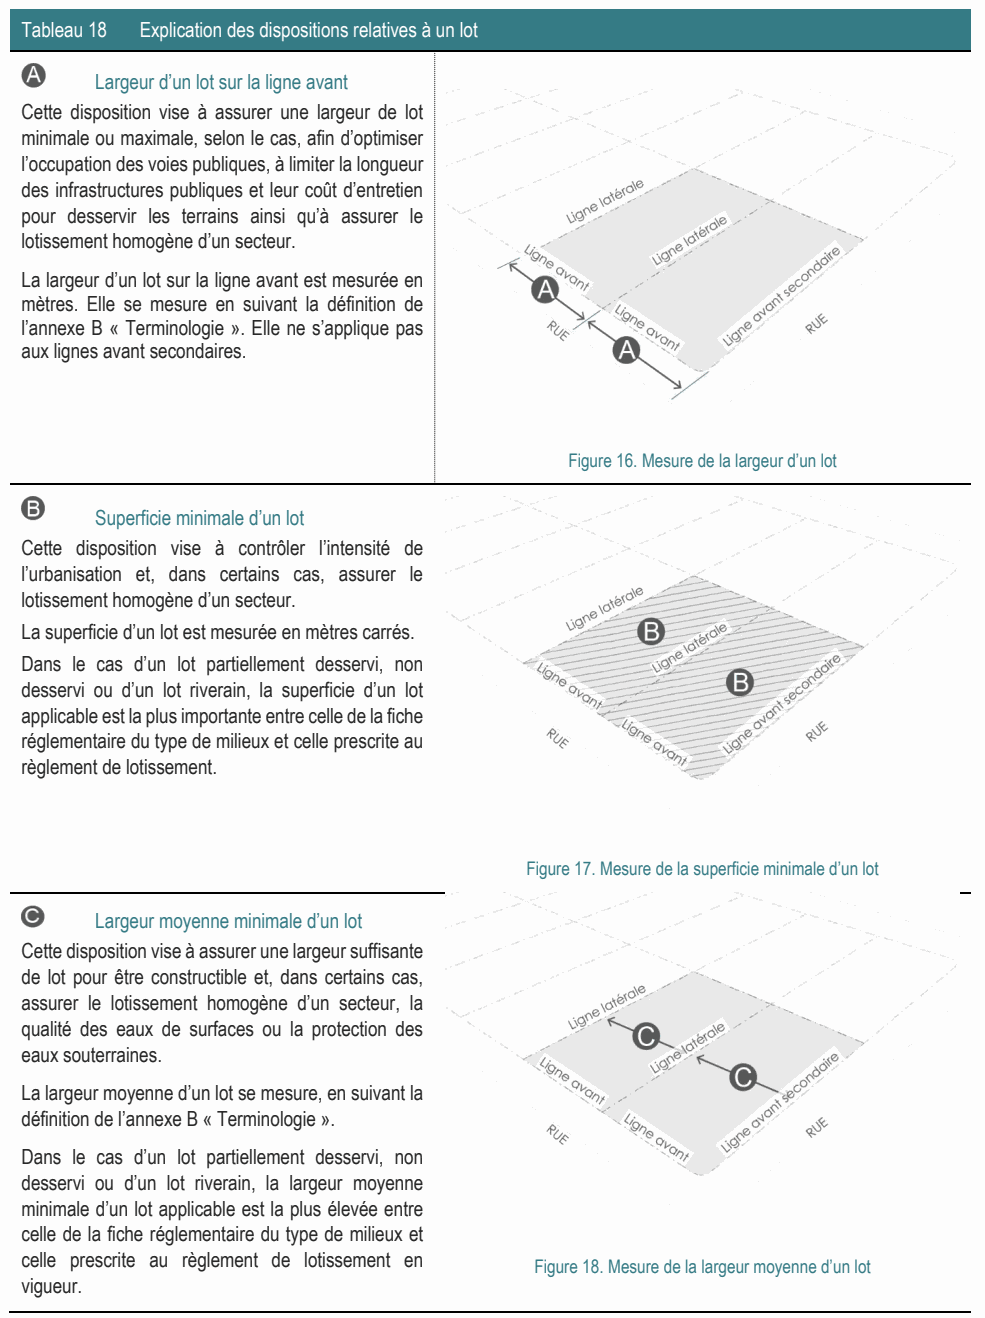 Tableau 18 Explication des dispositions relatives à un lot
A Largeur d'un lot sur la ligne avant
Cette disposition vise à assurer une largeur de lot
minimale ou maximale, selon le cas, afin d'optimiser
l'occupation des voies publiques, à limiter la longueur
des infrastructures publiques et leur coût d'entretien
pour desservir les terrains ainsi qu'à assurer le
lotissement homogène d'un secteur.
La largeur d'un lot sur la ligne avant est mesurée en
mètres. Elle se mesure en suivant la définition de
l'annexe B « Terminologie ». Elle ne s'applique pas
aux lignes avant secondaires.
Ligne latérale
Ligne latérale
Ligne avant
Ligne avant
Ligne avant secondaire
A
A
RUE
RUE
Figure 16. Mesure de la largeur d'un lot
B Superficie minimale d'un lot
Cette disposition vise à contrôler l'intensité de
l'urbanisation et, dans certains cas, assurer le
lotissement homogène d'un secteur.
La superficie d'un lot est mesurée en mètres carrés.
Dans le cas d'un lot partiellement desservi, non
desservi ou d'un lot riverain, la superficie d'un lot
applicable est la plus importante entre celle de la fiche
réglementaire du type de milieux et celle prescrite au
règlement de lotissement.
Ligne latérale
B
Ligne latérale
B
Ligne avant
Ligne avant
Ligne avant secondaire
RUE
RUE
Figure 17. Mesure de la superficie minimale d'un lot
C Largeur moyenne minimale d'un lot
Cette disposition vise à assurer une largeur suffisante
de lot pour être constructible et, dans certains cas,
assurer le lotissement homogène d'un secteur, la
qualité des eaux de surfaces ou la protection des
eaux souterraines.
La largeur moyenne d'un lot se mesure, en suivant la
définition de l'annexe B « Terminologie ».
Dans le cas d'un lot partiellement desservi, non
desservi ou d'un lot riverain, la largeur moyenne
minimale d'un lot applicable est la plus élevée entre
celle de la fiche réglementaire du type de milieux et
celle prescrite au règlement de lotissement en
vigueur.
Ligne latérale
C
Ligne latérale
C
Ligne avant
Ligne avant
Ligne avant secondaire
RUE
RUE
Figure 18. Mesure de la largeur moyenne d'un lot